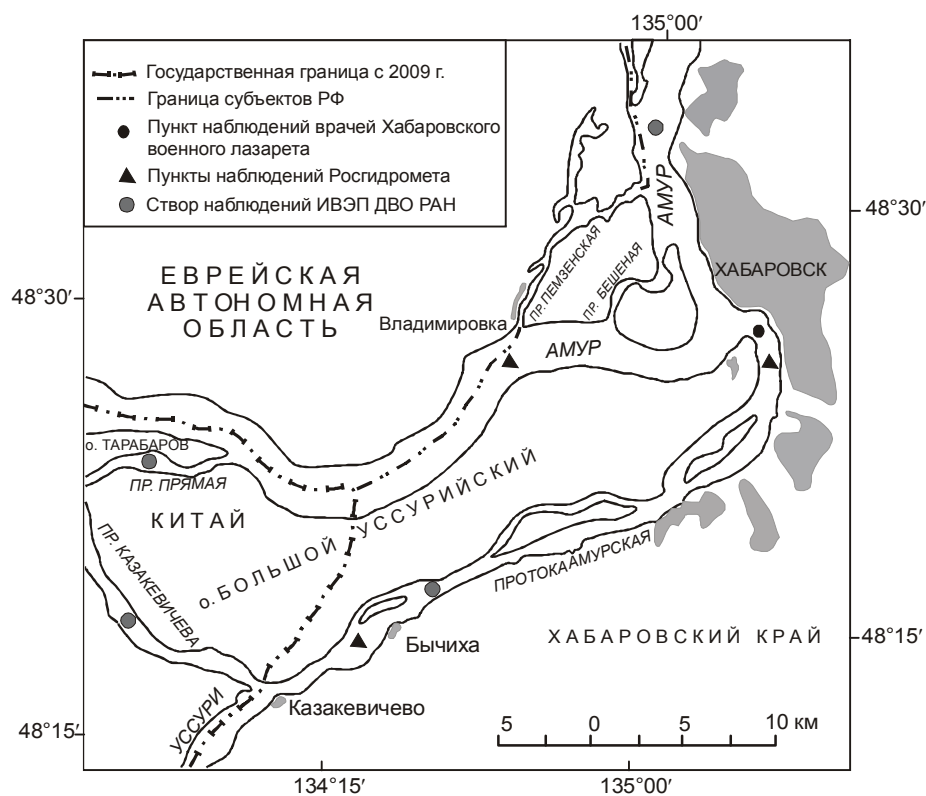 135°00′
Государственная граница с 2009 г.
Граница субъектов РФ
Пункт наблюдений врачей Хабаровского
военного лазарета
Пункты наблюдений Росгидромета
Створ наблюдений ИВЭП ДВО РАН
АМУР
48°30′
ХАБАРОВСК
ПР. ПЕМЗЕНСКАЯ
ПР. БЕШЕНАЯ
ЕВРЕЙСКАЯ
АВТОНОМНАЯ
ОБЛАСТЬ
48°30′
Владимировка
АМУР
о. ТАРАБАРОВ
ПР. ПРЯМАЯ
КИТАЙ
о. БОЛЬШОЙ УССУРИЙСКИЙ
ПР. КАЗАКЕВИЧЕВА
ПРОТОКА АМУРСКАЯ
ХАБАРОВСКИЙ КРАЙ
48°15′
Бычиха
УССУРИ
Казакевичево
48°15′
5 0 5 10 км
134°15′
135°00′